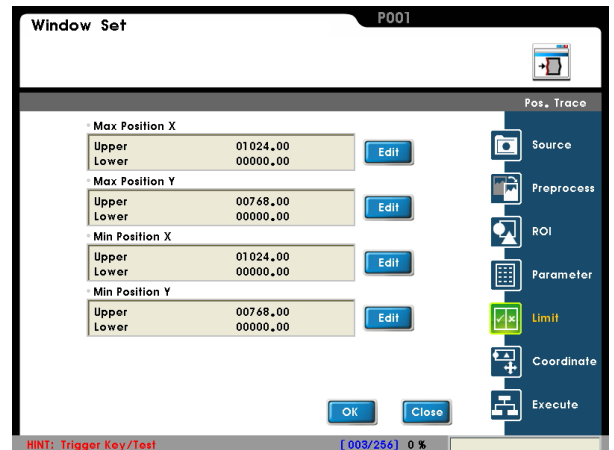 Window Set
P001
Pos. Trace
Max Position X
Upper 01024.00
Lower 00000.00
Edit
Max Position Y
Upper 00768.00
Lower 00000.00
Edit
Min Position X
Upper 01024.00
Lower 00000.00
Edit
Min Position Y
Upper 00768.00
Lower 00000.00
Edit
Source
Preprocess
ROI
Parameter
Limit
Coordinate
Execute
OK Close
HINT: Trigger Key/Test [003/256] 0 %